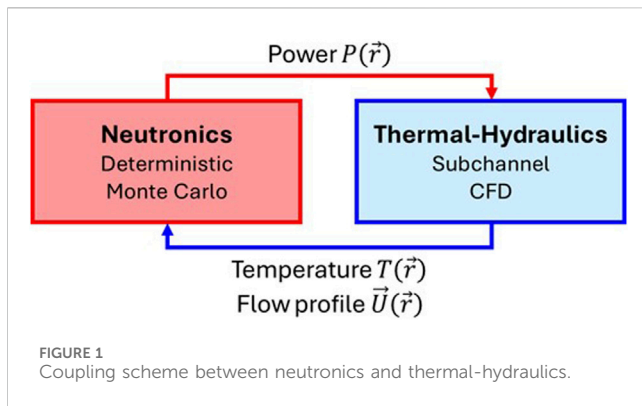 Power P(r⃗)
Neutronics
Deterministic
Monte Carlo
Thermal-Hydraulics
Subchannel
CFD
Temperature T(r⃗)
Flow profile U⃗(r⃗)
FIGURE 1
Coupling scheme between neutronics and thermal-hydraulics.